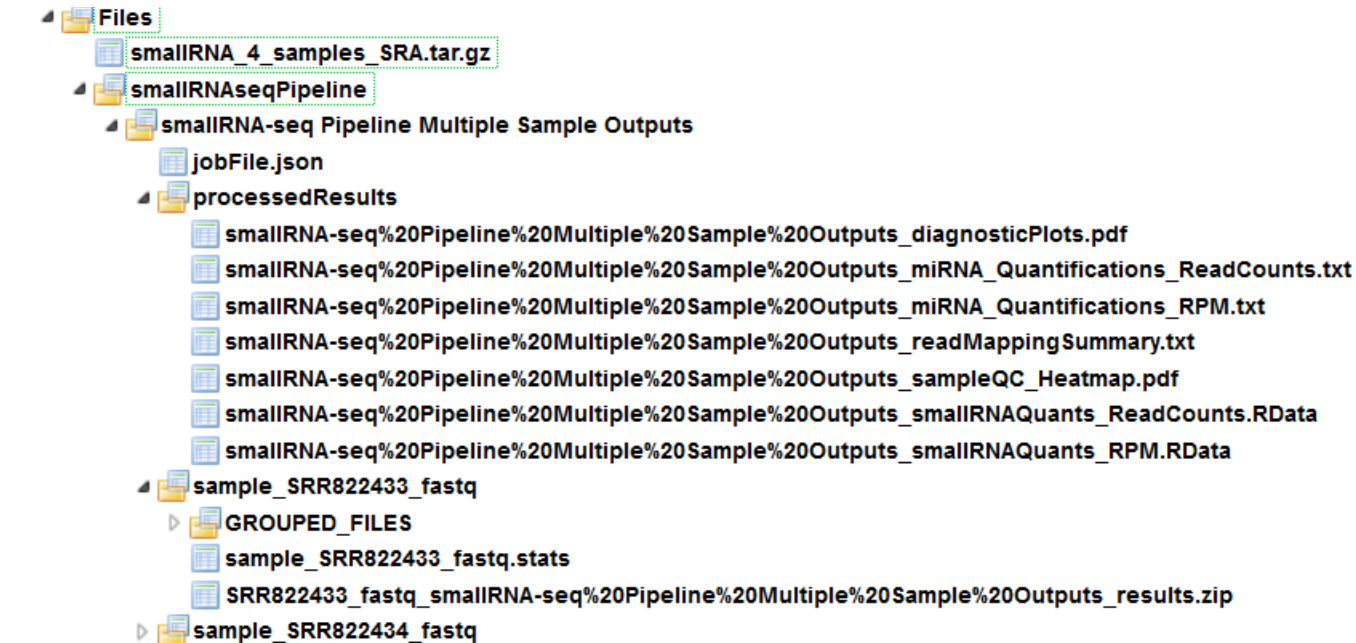 Files
smallRNA_4_samples_SRA.tar.gz
smallRNAseqPipeline
smallRNA-seq Pipeline Multiple Sample Outputs
jobFile.json
processedResults
smallRNA-seq%20Pipeline%20Multiple%20Sample%20Outputs_diagnosticPlots.pdf
smallRNA-seq%20Pipeline%20Multiple%20Sample%20Outputs_miRNA_Quantifications_ReadCounts.txt
smallRNA-seq%20Pipeline%20Multiple%20Sample%20Outputs_miRNA_Quantifications_RPM.txt
smallRNA-seq%20Pipeline%20Multiple%20Sample%20Outputs_readMappingSummary.txt
smallRNA-seq%20Pipeline%20Multiple%20Sample%20Outputs_sampleQC_Heatmap.pdf
smallRNA-seq%20Pipeline%20Multiple%20Sample%20Outputs_smallRNAQuants_ReadCounts.RData
smallRNA-seq%20Pipeline%20Multiple%20Sample%20Outputs_smallRNAQuants_RPM.RData
sample_SRR822433_fastq
GROUPED_FILES
sample_SRR822433_fastq.stats
SRR822433_fastq_smallRNA-seq%20Pipeline%20Multiple%20Sample%20Outputs_results.zip
sample_SRR822434_fastq